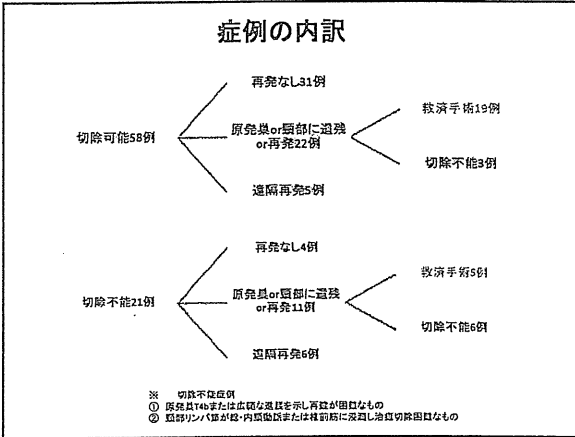 症例の内訳
再発なし31例
原発巣or頸部に遺残
or再発22例
救済手術19例
切除可能58例
切除不能3例
遠隔再発5例
再発なし4例
原発巣or頸部に遺残
or再発11例
救済手術5例
切除不能21例
切除不能6例
遠隔再発6例
※ 切除不能症例
① 原発巣T4bまたは広範な進展を示し再建が困難なもの
② 頸部リンパ節が総・内頸動脈または椎前筋に浸潤し治癒切除困難なもの